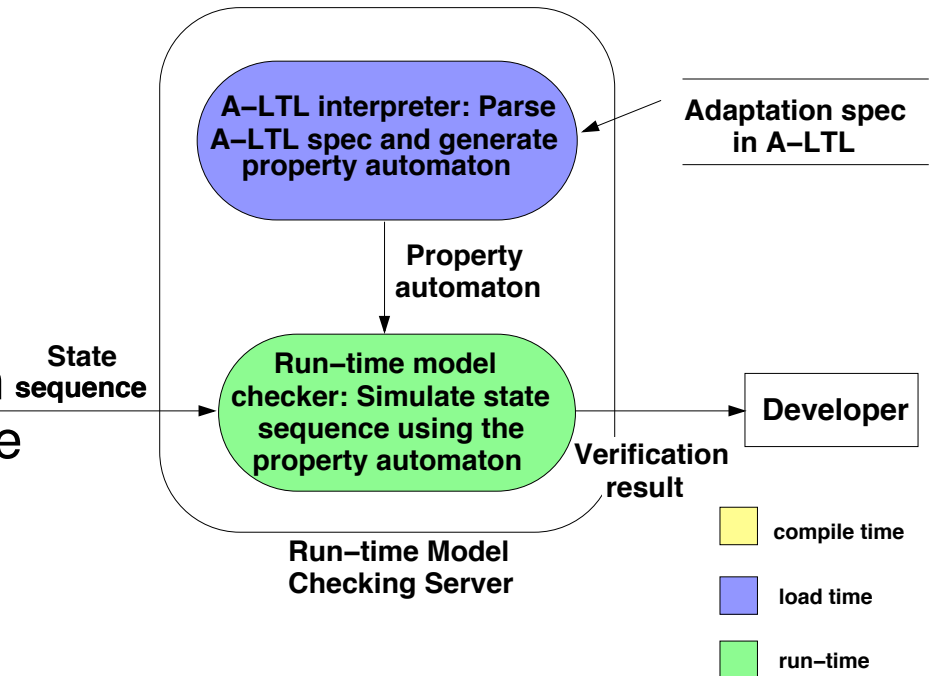 A–LTL interpreter: Parse
A–LTL spec and generate
property automaton
Adaptation spec
in A–LTL
Property
automaton
State
sequence
e
Run–time model
checker: Simulate state
sequence using the
property automaton
Developer
Verification
result
Run–time Model
Checking Server
compile time
load time
run–time